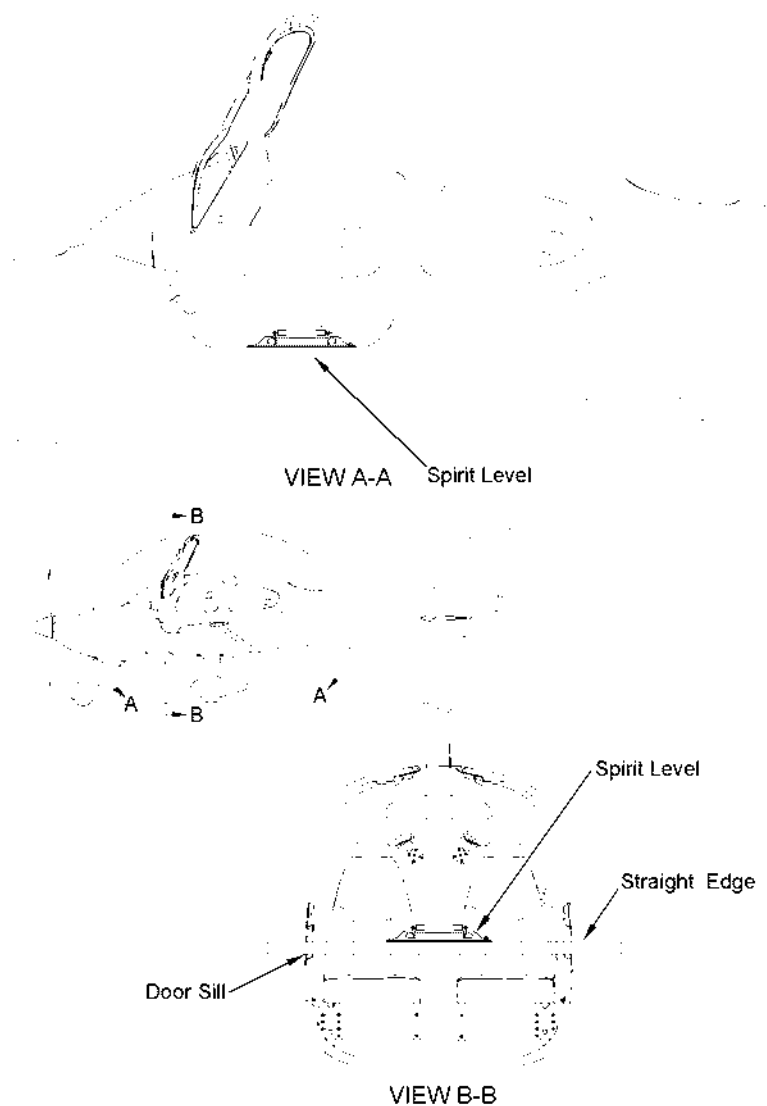 VIEW A-A
Spirit Level
B
A
A
B
Spirit Level
Straight Edge
Door Sill
VIEW B-B